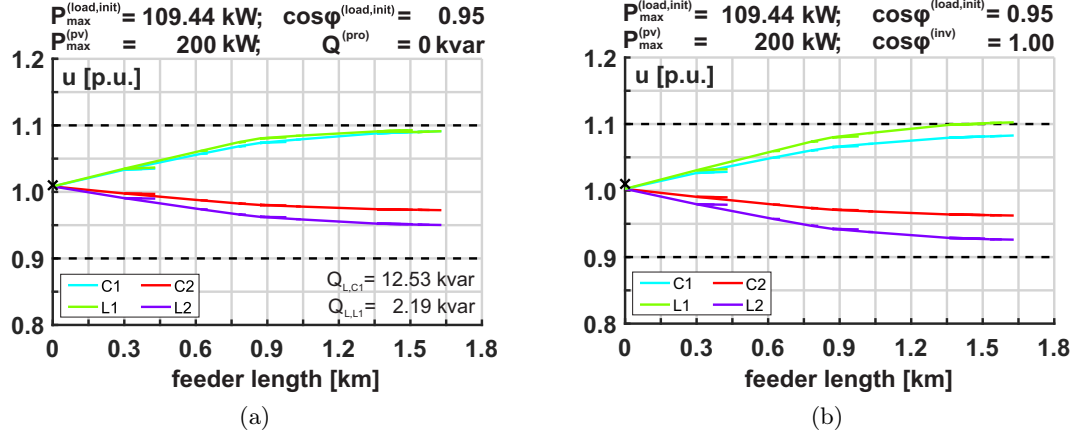 P_max^(load,init) = 109.44 kW; cosφ^(load,init) = 0.95
P_max^(pv) = 200 kW; Q^(pro) = 0 kvar
1.2
u [p.u.]
1.1
1.0
0.9
C1 C2
L1 L2
Q_L,C1 = 12.53 kvar
Q_L,L1 = 2.19 kvar
0.8
0 0.3 0.6 0.9 1.2 1.5 1.8
feeder length [km]
(a)
P_max^(load,init) = 109.44 kW; cosφ^(load,init) = 0.95
P_max^(pv) = 200 kW; cosφ^(inv) = 1.00
1.2
u [p.u.]
1.1
1.0
0.9
C1 C2
L1 L2
0.8
0 0.3 0.6 0.9 1.2 1.5 1.8
feeder length [km]
(b)